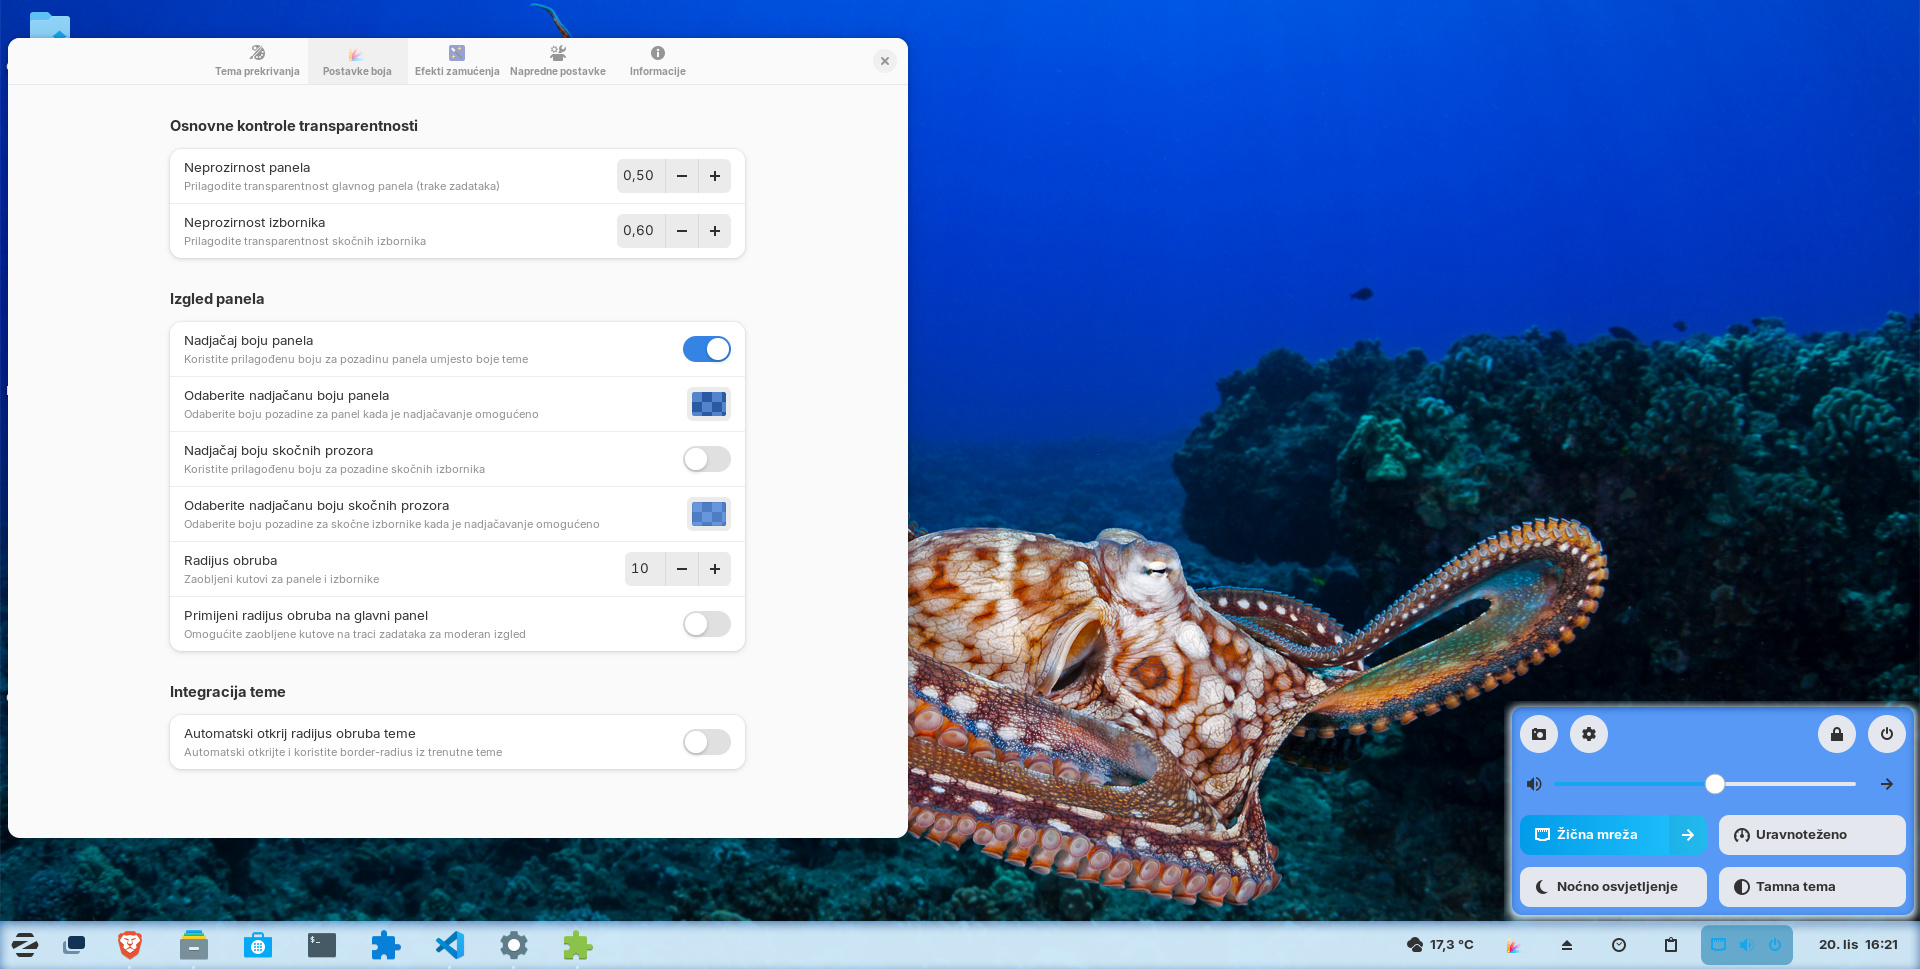 Tema prekrivanja
Postavke boja
Efekti zamućenja
Napredne postavke
Informacije
Osnovne kontrole transparentnosti
Neprozirnost panela
Prilagodite transparentnost glavnog panela (trake zadataka)
0,50
Neprozirnost izbornika
Prilagodite transparentnost skočnih izbornika
0,60
Izgled panela
Nadjačaj boju panela
Koristite prilagođenu boju za pozadinu panela umjesto boje teme
Odaberite nadjačanu boju panela
Odaberite boju pozadine za panel kada je nadjačavanje omogućeno
Nadjačaj boju skočnih prozora
Koristite prilagođenu boju za pozadine skočnih izbornika
Odaberite nadjačanu boju skočnih prozora
Odaberite boju pozadine za skočne izbornike kada je nadjačavanje omogućeno
Radijus obruba
Zaobljeni kutovi za panele i izbornike
10
Primijeni radijus obruba na glavni panel
Omogućite zaobljene kutove na traci zadataka za moderan izgled
Integracija teme
Automatski otkrij radijus obruba teme
Automatski otkrijte i koristite border-radius iz trenutne teme
Žična mreža
Uravnoteženo
Noćno osvjetljenje
Tamna tema
17,3 °C
20. lis 16:21